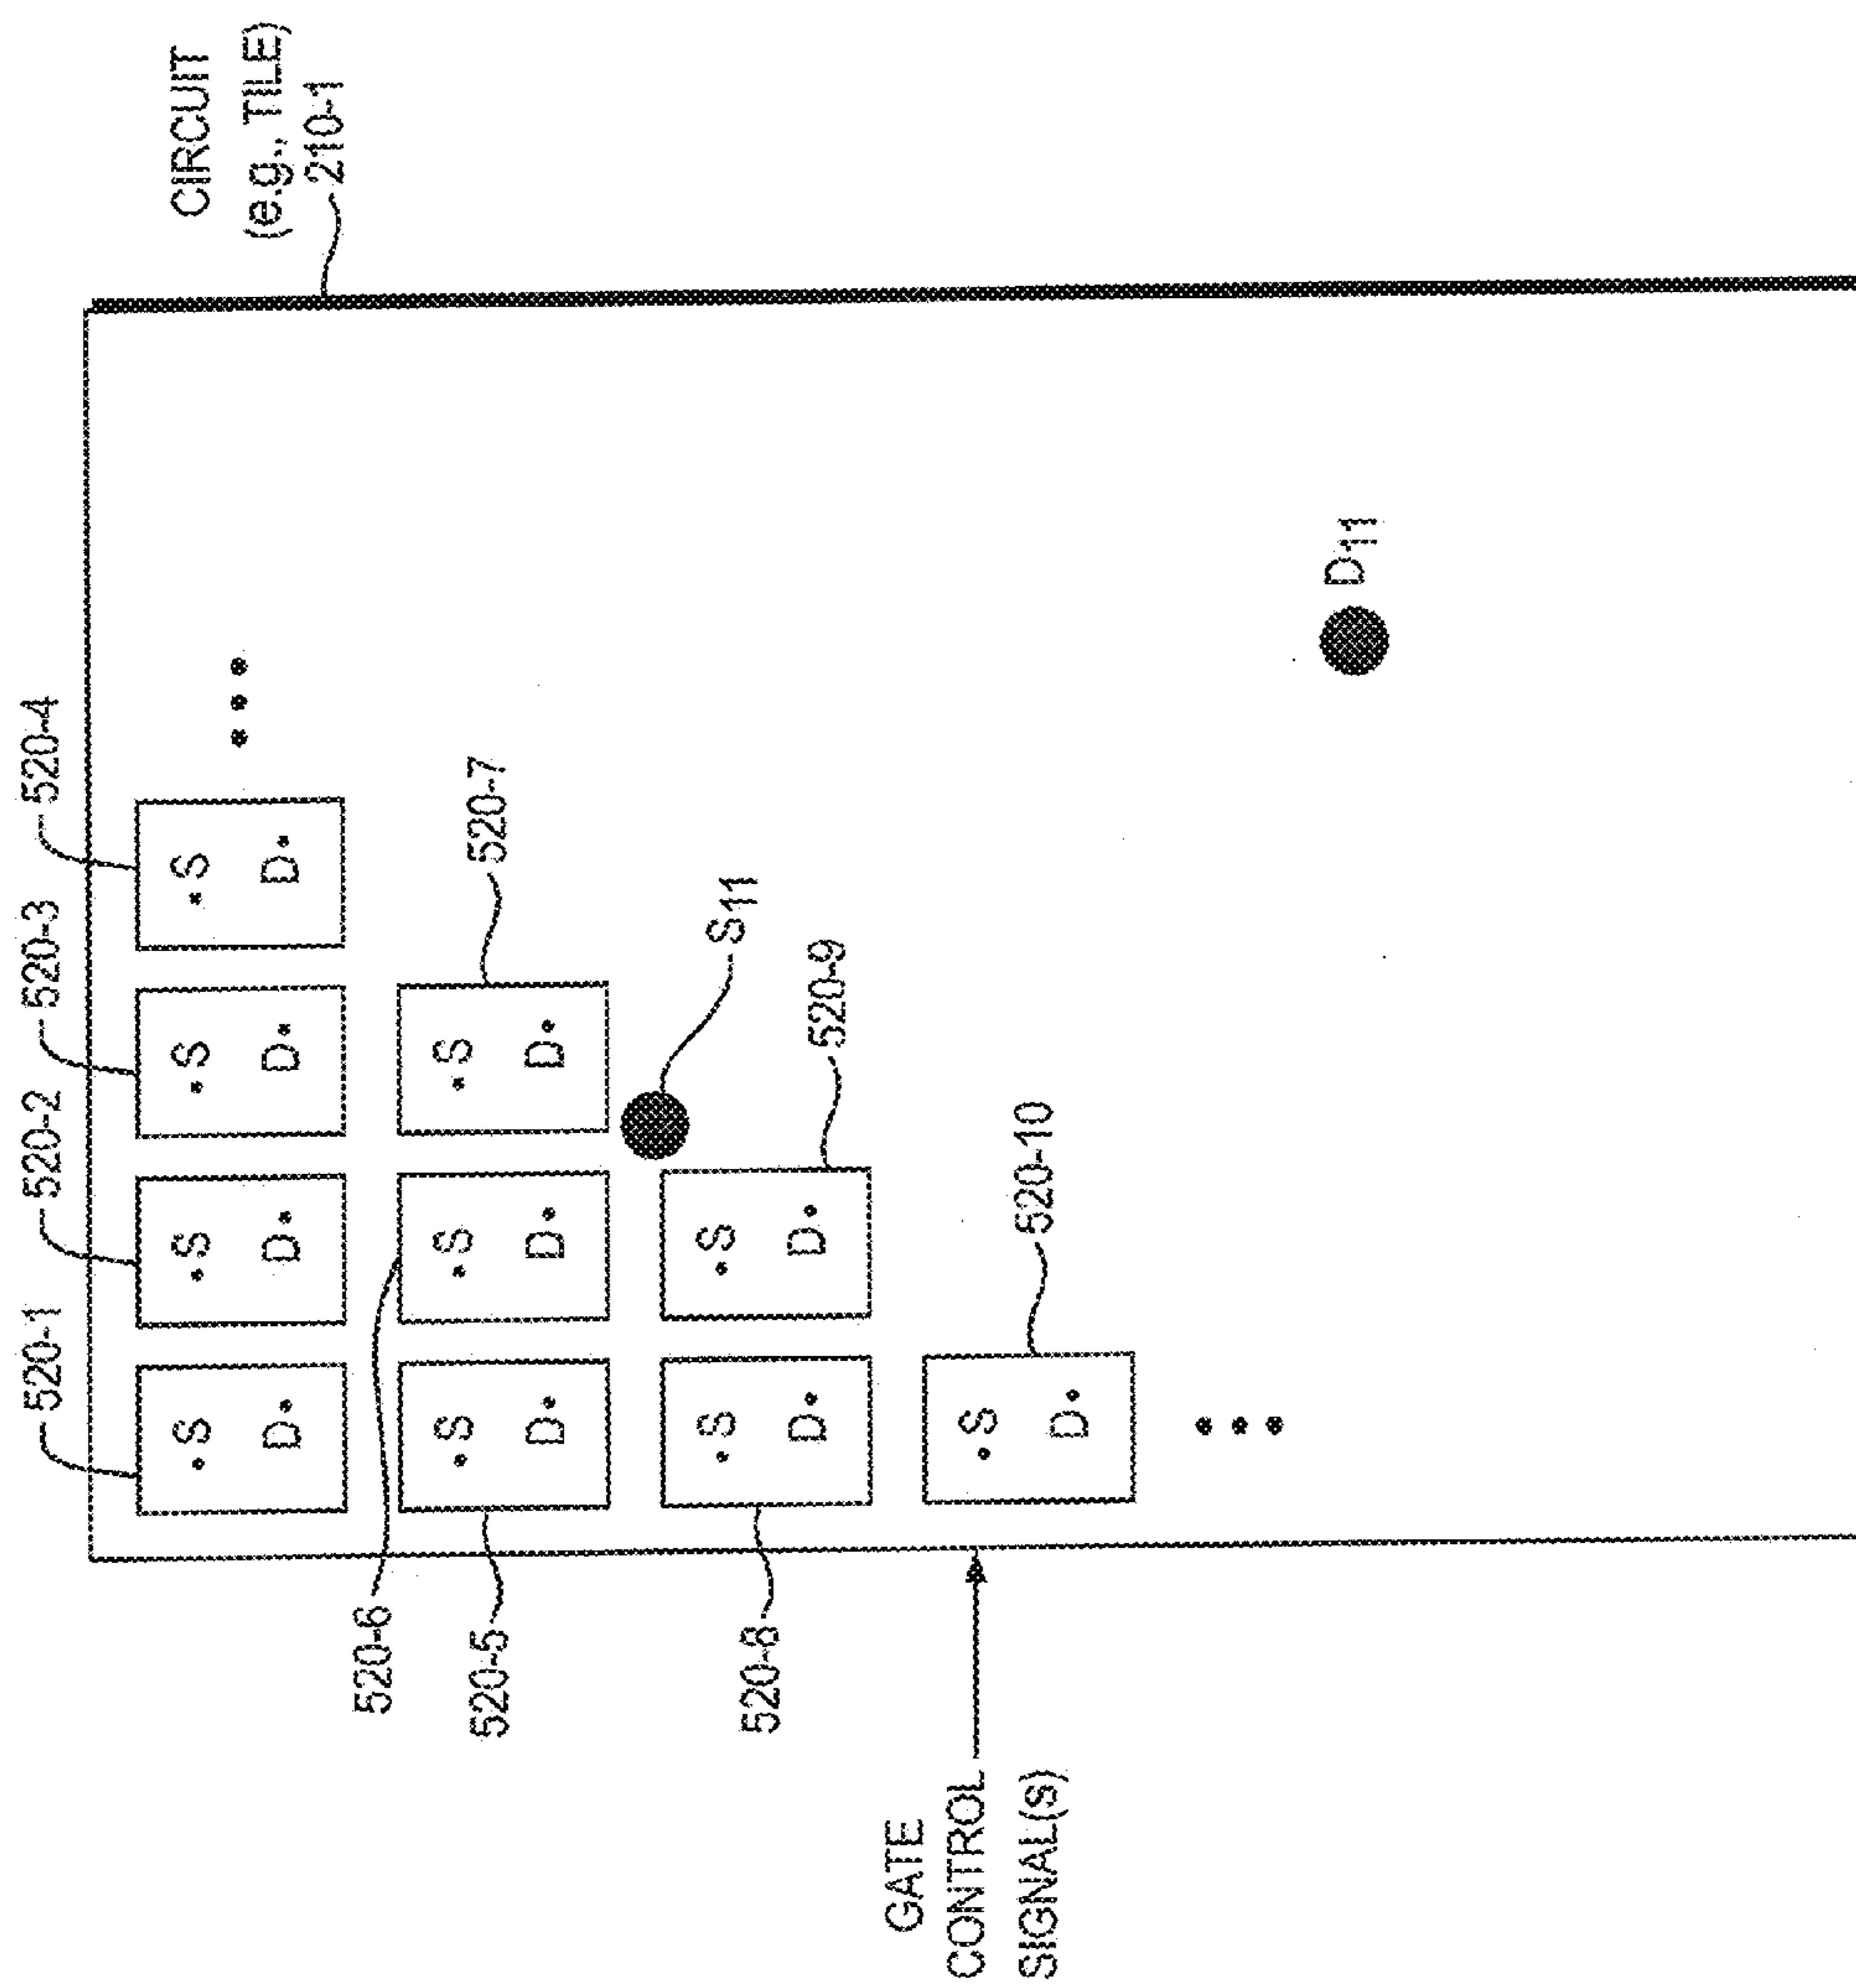 CIRCUIT
(e.g., TILE)
210-1
520-1
520-2
520-3
520-4
S
D
S
D
S
D
S
D
520-6
520-5
S
D
S
D
S
D
520-7
S11
520-8
S
D
S
D
520-9
S
D
520-10
GATE
CONTROL
SIGNAL(s)
D11